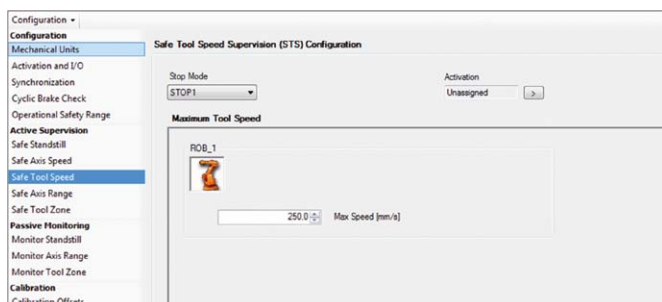 Configuration
Configuration
Mechanical Units
Activation and I/O
Synchronization
Cyclic Brake Check
Operational Safety Range
Active Supervision
Safe Standstill
Safe Axis Speed
Safe Tool Speed
Safe Axis Range
Safe Tool Zone
Passive Monitoring
Monitor Standstill
Monitor Axis Range
Monitor Tool Zone
Calibration
Calibration Offsets
Safe Tool Speed Supervision (STS) Configuration
Stop Mode
STOP1
Activation
Unassigned >
Maximum Tool Speed
ROB_1
250.0 Max Speed [mm/s]